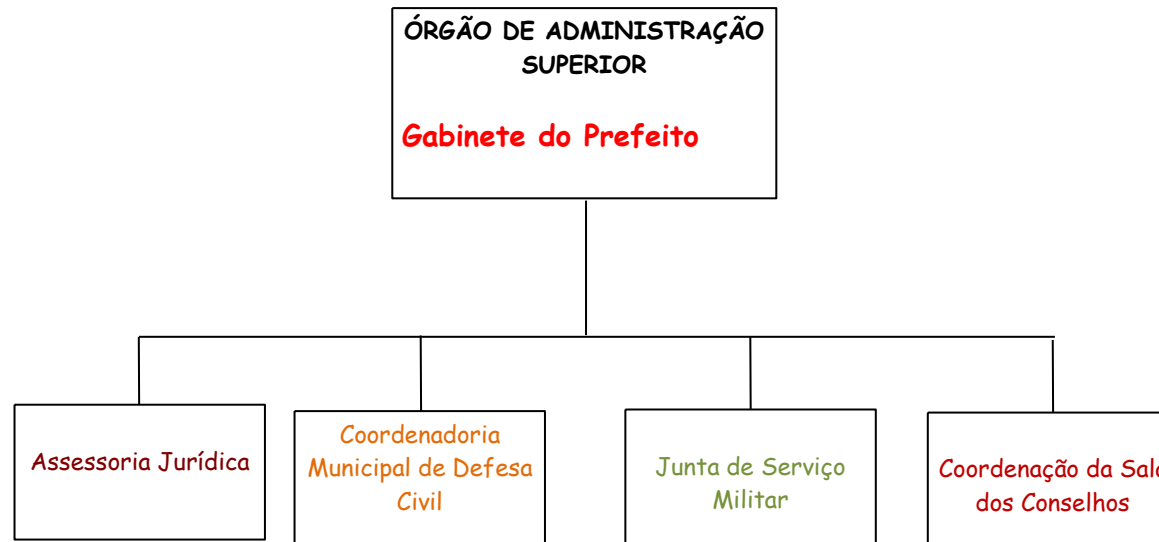 ÓRGÃO DE ADMINISTRAÇÃO
SUPERIOR
Gabinete do Prefeito
Assessoria Jurídica
Coordenadoria
Municipal de Defesa
Civil
Junta de Serviço
Militar
Coordenação da Sala
dos Conselhos